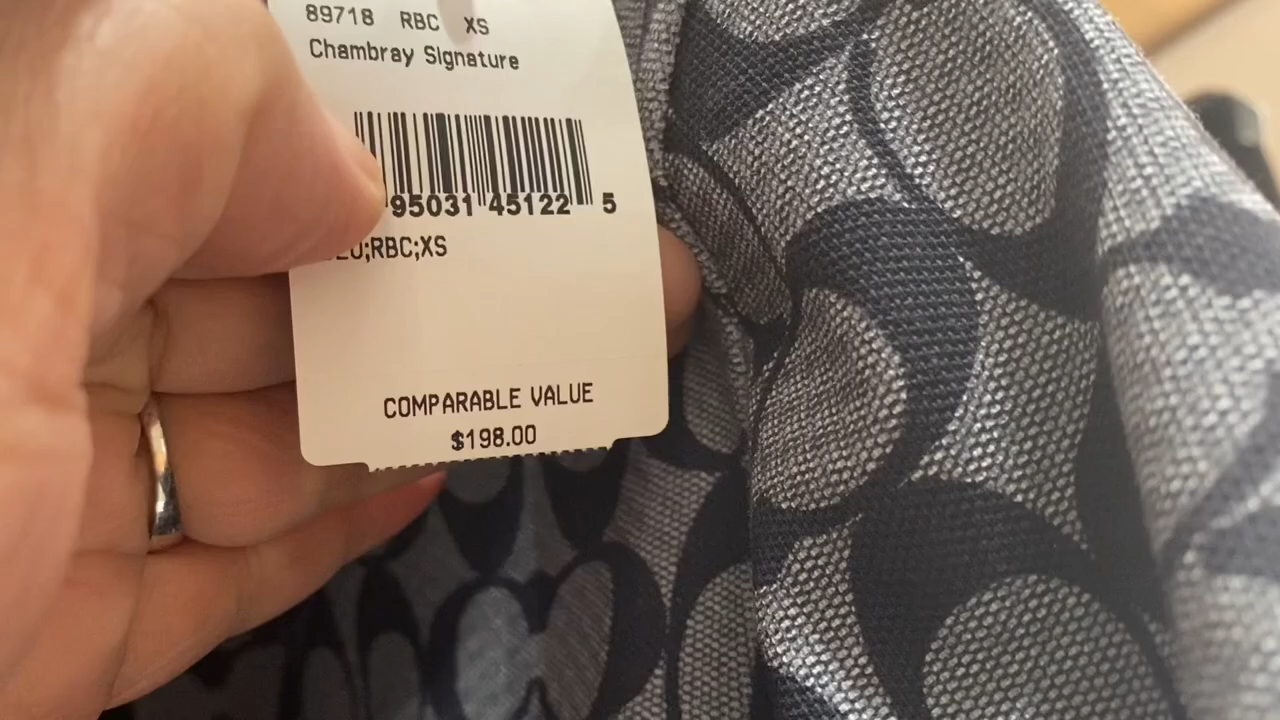 89718 RBC XS
Chambray Signature
95031 45122 5
;RBC;XS
COMPARABLE VALUE
$198.00